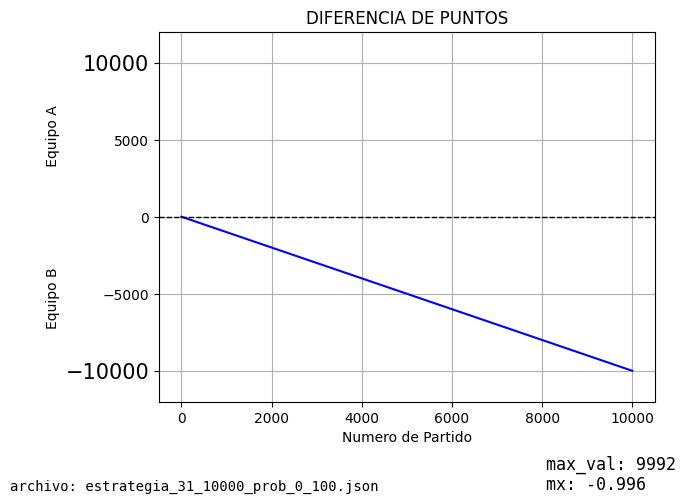 DIFERENCIA DE PUNTOS
10000
5000
0
−5000
−10000
Equipo A
Equipo B
0 2000 4000 6000 8000 10000
Numero de Partido
max_val: 9992
mx: -0.996
archivo: estrategia_31_10000_prob_0_100.json